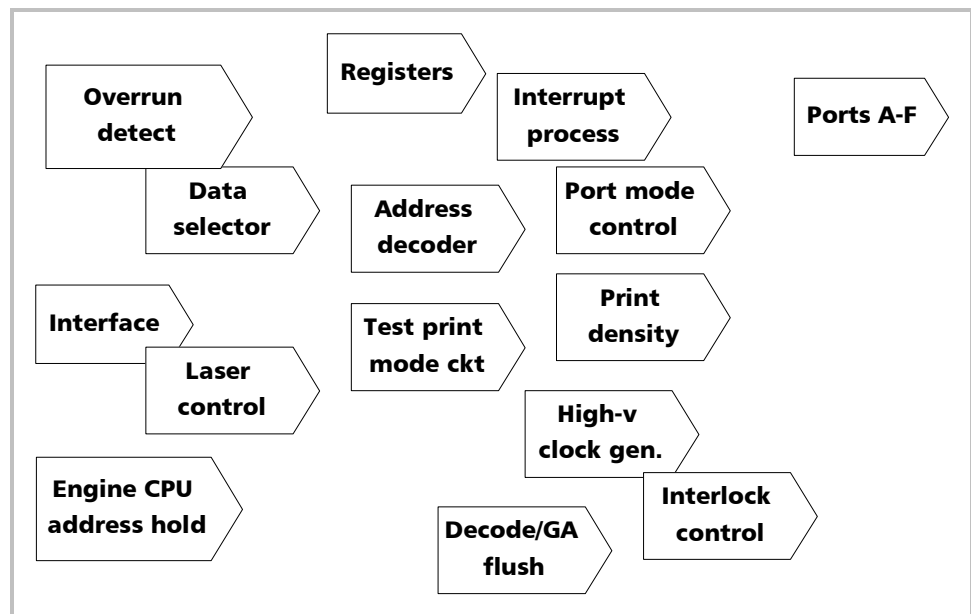 Registers
Overrun
detect
Interrupt
process
Ports A-F
Data
selector
Address
decoder
Port mode
control
Interface
Test print
mode ckt
Print
density
Laser
control
High-v
clock gen.
Engine CPU
address hold
Interlock
control
Decode/GA
flush